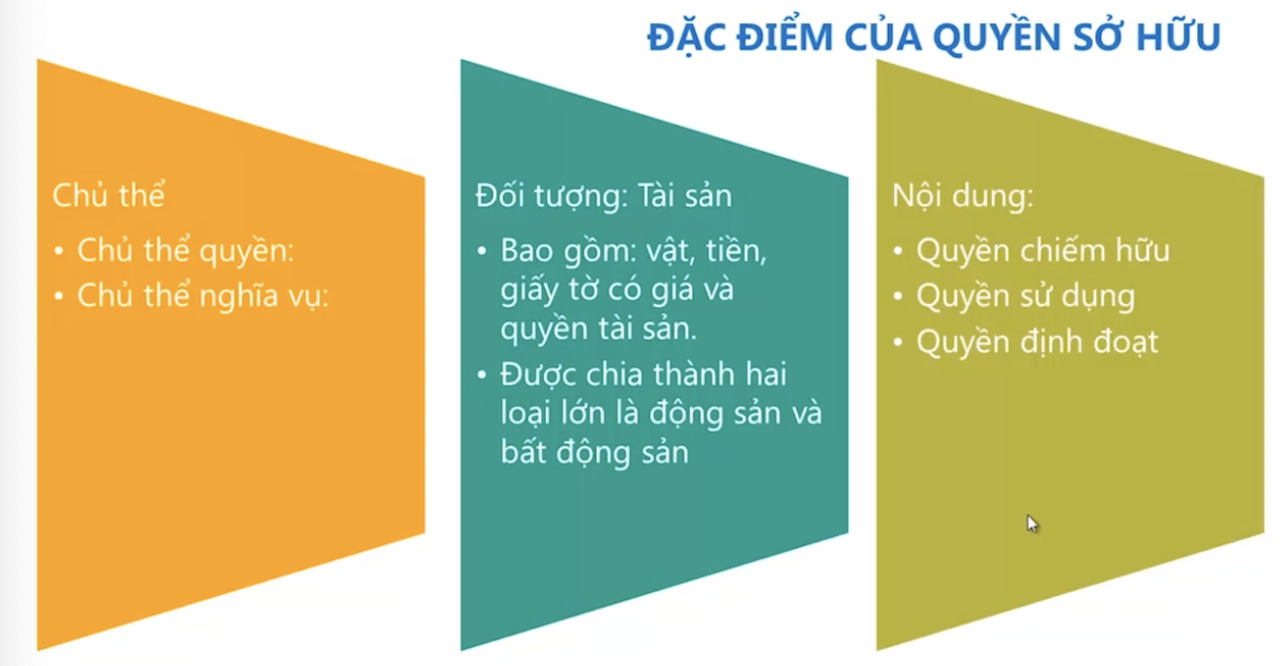 ĐẶC ĐIỂM CỦA QUYỀN SỞ HỮU
Chủ thể
• Chủ thể quyền:
• Chủ thể nghĩa vụ:
Đối tượng: Tài sản
• Bao gồm: vật, tiền,
giấy tờ có giá và
quyền tài sản.
• Được chia thành hai
loại lớn là động sản và
bất động sản
Nội dung:
• Quyền chiếm hữu
• Quyền sử dụng
• Quyền định đoạt